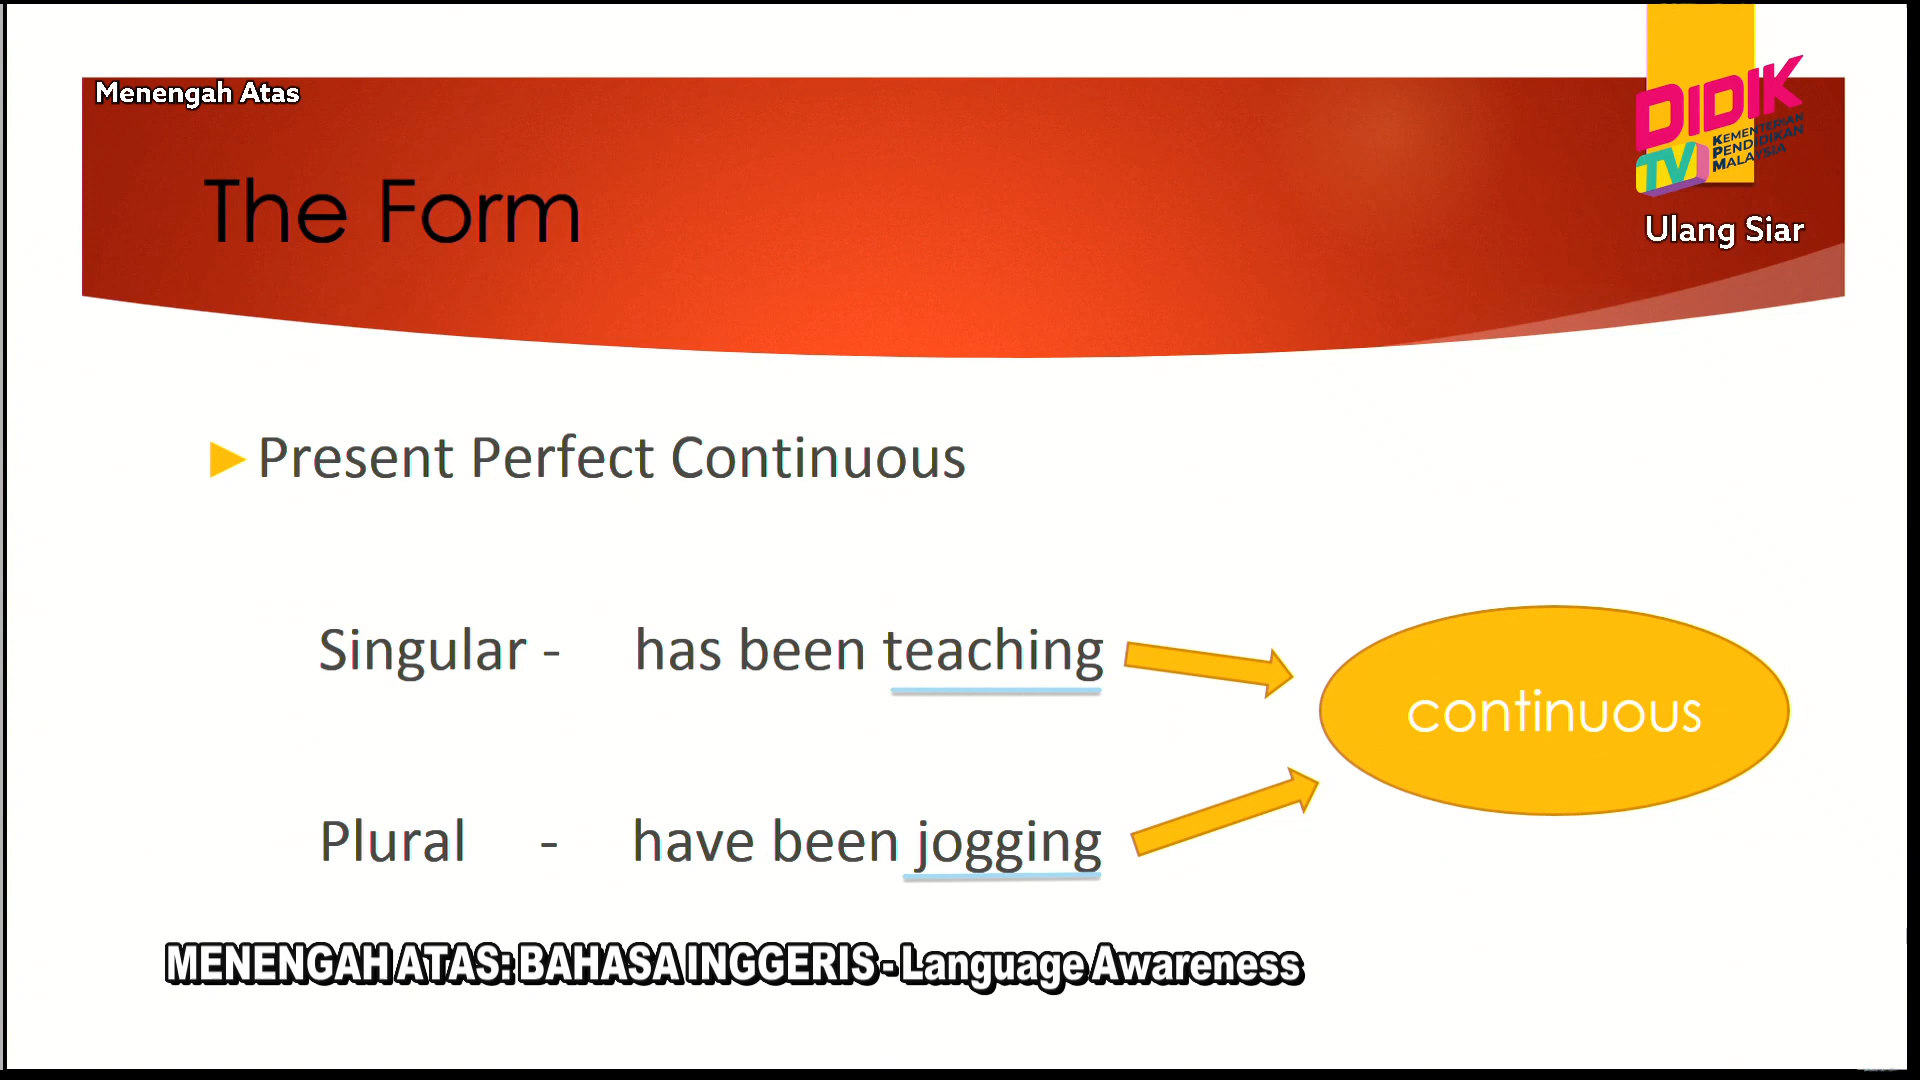 Menengah Atas
DIDIK
TV
KEMENTERIAN
PENDIDIKAN
MALAYSIA
The Form
Ulang Siar
Present Perfect Continuous
Singular - has been teaching
continuous
Plural - have been jogging
MENENGAH ATAS: BAHASA INGGERIS - Language Awareness